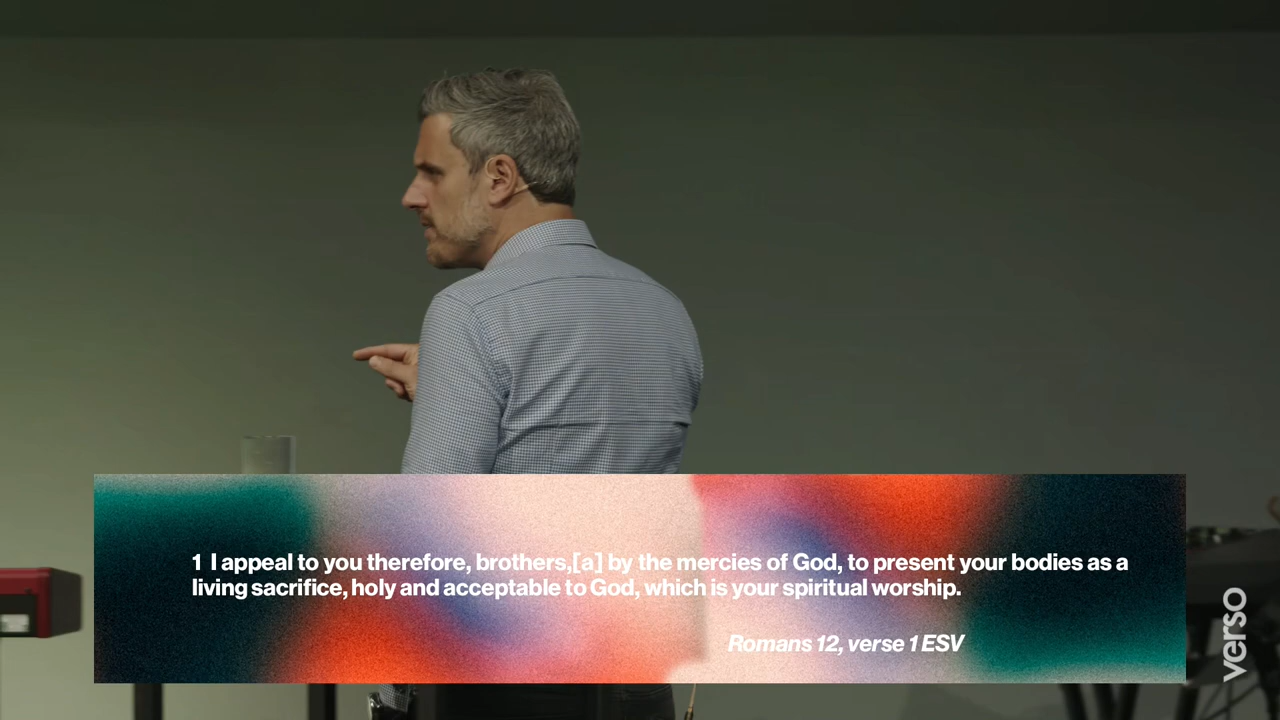 1 I appeal to you therefore, brothers,[a] by the mercies of God, to present your bodies as a
living sacrifice, holy and acceptable to God, which is your spiritual worship.
Romans 12, verse 1 ESV
verso